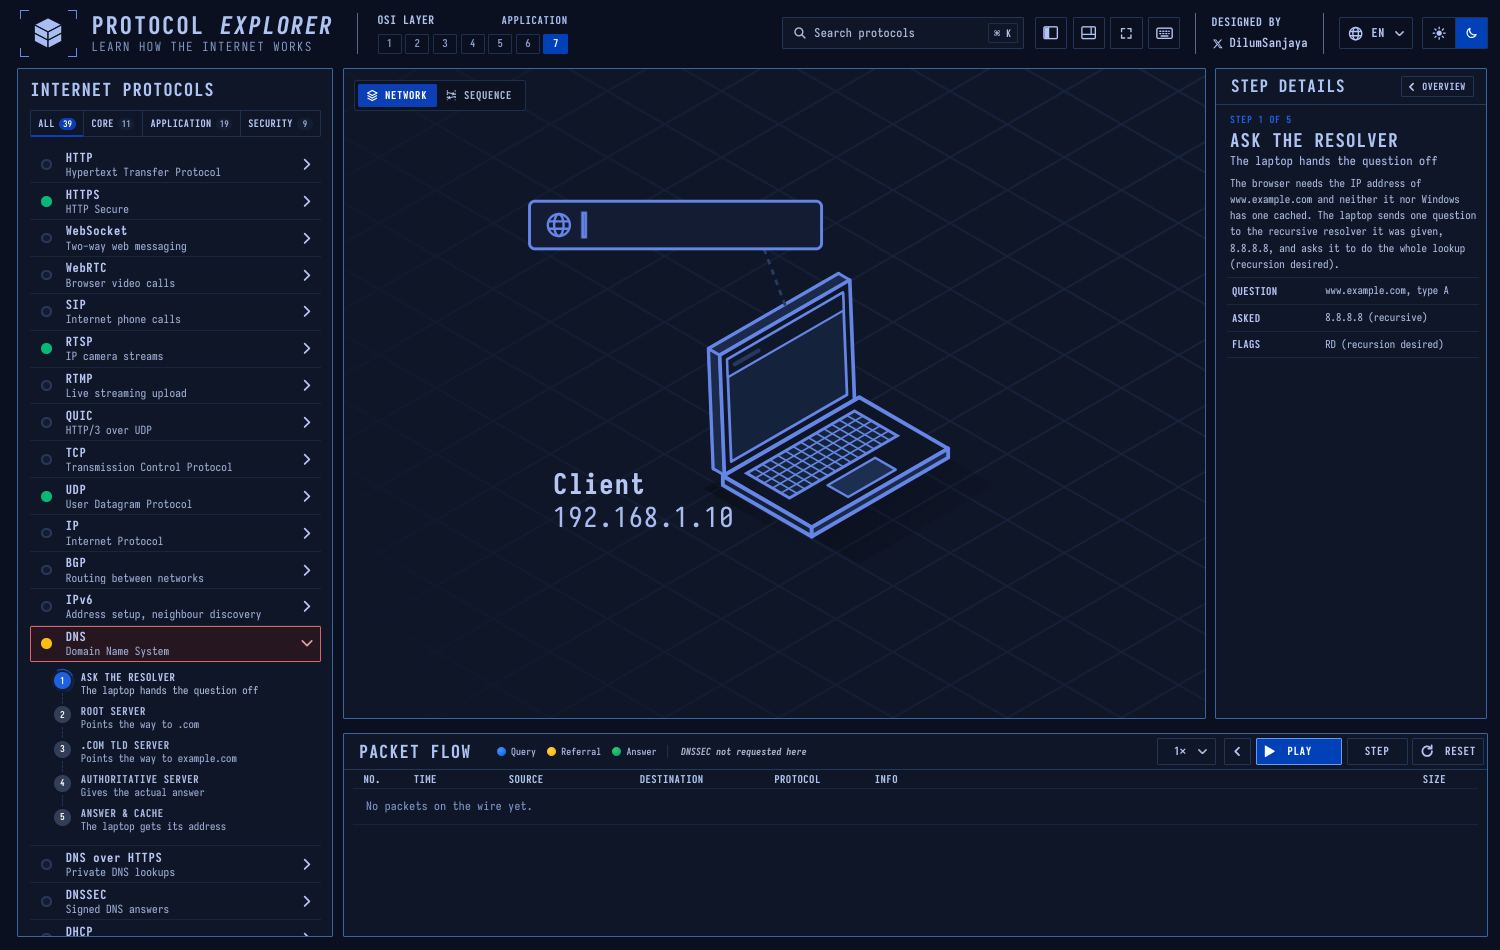 PROTOCOL EXPLORER
LEARN HOW THE INTERNET WORKS
OSI LAYER APPLICATION
1 2 3 4 5 6 7
Search protocols ⌘ K
DESIGNED BY
DilumSanjaya
EN
INTERNET PROTOCOLS
ALL 39 CORE 11 APPLICATION 19 SECURITY 9
HTTP
Hypertext Transfer Protocol
HTTPS
HTTP Secure
WebSocket
Two-way web messaging
WebRTC
Browser video calls
SIP
Internet phone calls
RTSP
IP camera streams
RTMP
Live streaming upload
QUIC
HTTP/3 over UDP
TCP
Transmission Control Protocol
UDP
User Datagram Protocol
IP
Internet Protocol
BGP
Routing between networks
IPv6
Address setup, neighbour discovery
DNS
Domain Name System
1 ASK THE RESOLVER
The laptop hands the question off
2 ROOT SERVER
Points the way to .com
3 .COM TLD SERVER
Points the way to example.com
4 AUTHORITATIVE SERVER
Gives the actual answer
5 ANSWER & CACHE
The laptop gets its address
DNS over HTTPS
Private DNS lookups
DNSSEC
Signed DNS answers
DHCP
NETWORK SEQUENCE
Client
192.168.1.10
STEP DETAILS OVERVIEW
STEP 1 OF 5
ASK THE RESOLVER
The laptop hands the question off
The browser needs the IP address of
www.example.com and neither it nor Windows
has one cached. The laptop sends one question
to the recursive resolver it was given,
8.8.8.8, and asks it to do the whole lookup
(recursion desired).
QUESTION www.example.com, type A
ASKED 8.8.8.8 (recursive)
FLAGS RD (recursion desired)
PACKET FLOW Query Referral Answer DNSSEC not requested here 1× PLAY STEP RESET
NO. TIME SOURCE DESTINATION PROTOCOL INFO SIZE
No packets on the wire yet.